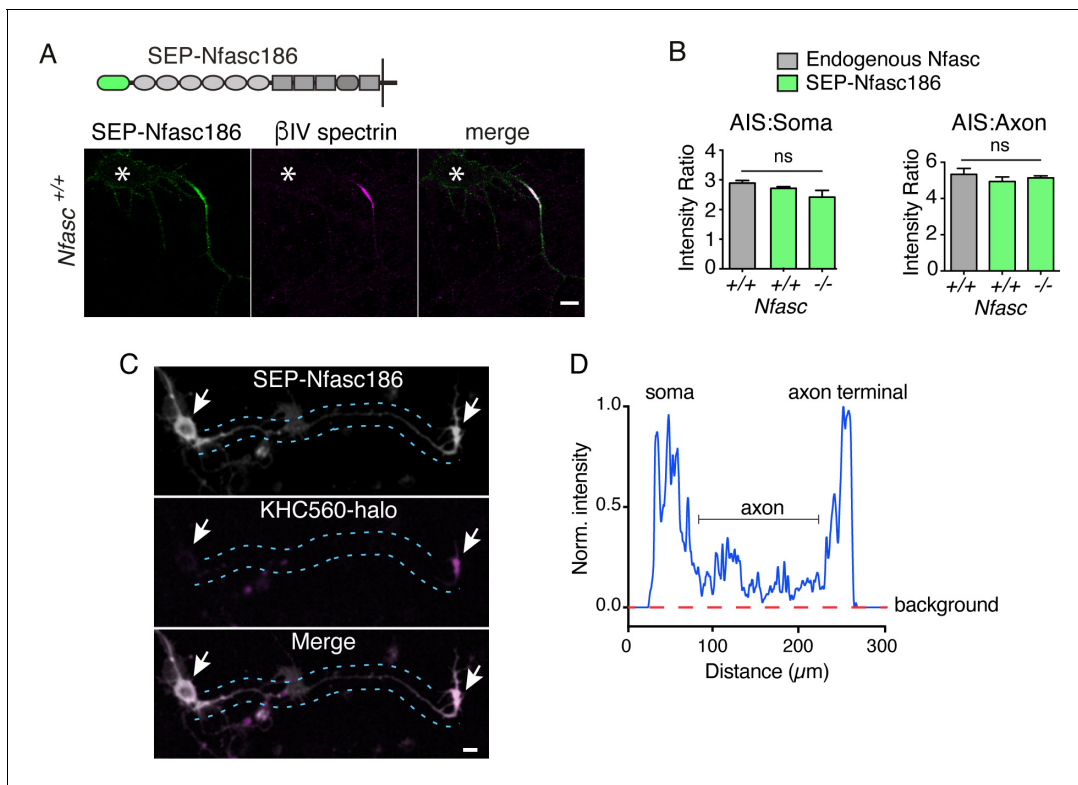 A
SEP-Nfasc186
SEP-Nfasc186 βIV spectrin merge
Nfasc+/+
*
*
*
B
Endogenous Nfasc
SEP-Nfasc186
AIS:Soma
ns
Intensity Ratio
4
3
2
1
0
+/+ +/+ -/-
Nfasc
AIS:Axon
ns
Intensity Ratio
6
4
2
0
+/+ +/+ -/-
Nfasc
C
SEP-Nfasc186
KHC560-halo
Merge
D
soma axon terminal
Norm. intensity
1.0
0.5
0.0
axon
background
0 100 200 300
Distance (µm)